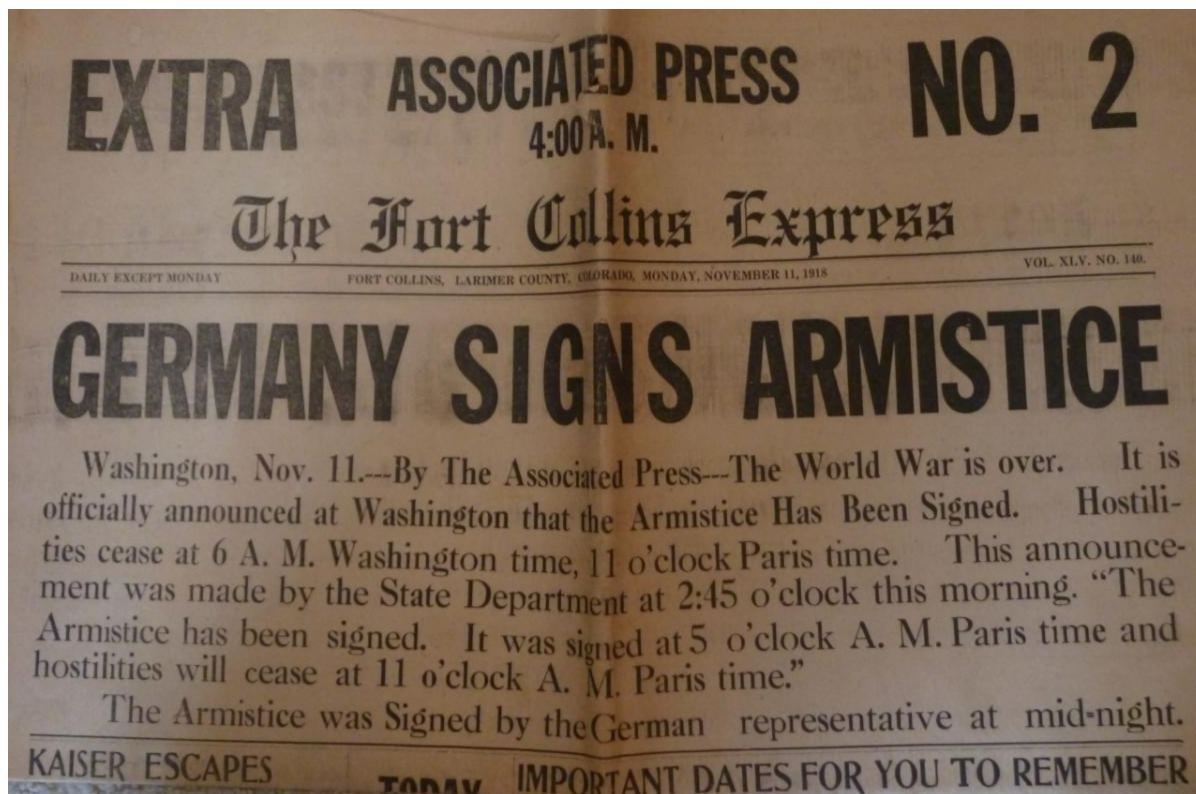 EXTRA ASSOCIATED PRESS NO. 2
4:00 A. M.
The Fort Collins Express
DAILY EXCEPT MONDAY FORT COLLINS, LARIMER COUNTY, COLORADO, MONDAY, NOVEMBER 11, 1918 VOL. XLV. NO. 140.
GERMANY SIGNS ARMISTICE
Washington, Nov. 11.---By The Associated Press---The World War is over. It is
officially announced at Washington that the Armistice Has Been Signed. Hostili-
ties cease at 6 A. M. Washington time, 11 o'clock Paris time. This announce-
ment was made by the State Department at 2:45 o'clock this morning. “The
Armistice has been signed. It was signed at 5 o'clock A. M. Paris time and
hostilities will cease at 11 o'clock A. M. Paris time.”
The Armistice was Signed by the German representative at mid-night.
KAISER ESCAPES TODAY IMPORTANT DATES FOR YOU TO REMEMBER